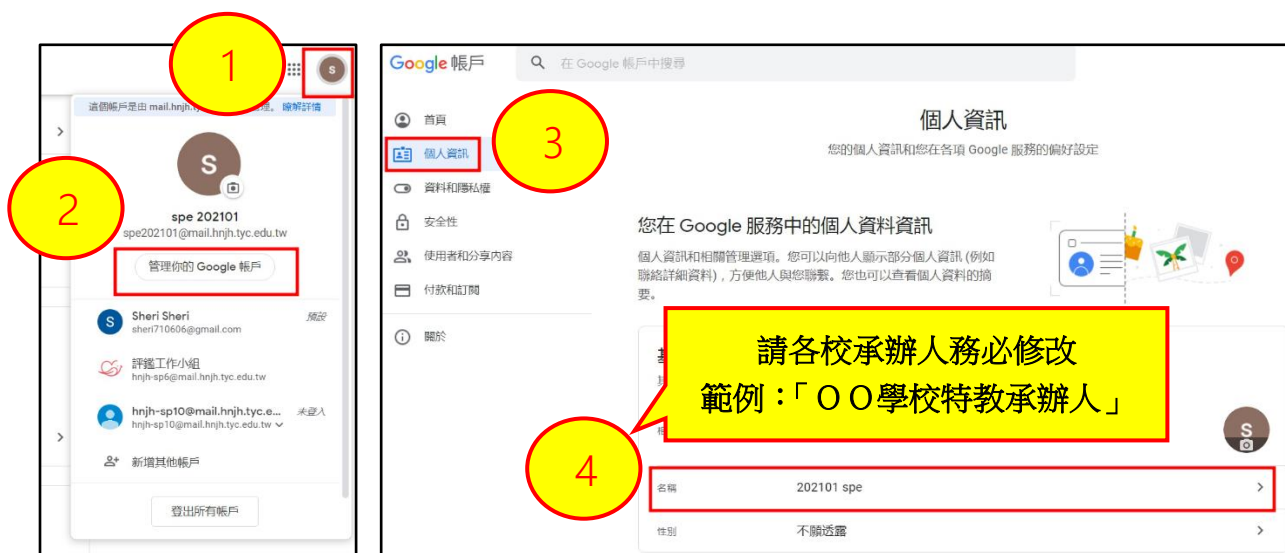 1
S
這個帳戶是由 mail.hnjh.
理。
瞭解詳情
S
2
spe 202101
spe202101@mail.hnjh.tyc.edu.tw
管理你的 Google 帳戶
S
Sheri Sheri
預設
sheri710606@gmail.com
評鑑工作小組
hnjh-sp6@mail.hnjh.tyc.edu.tw
hnjh-sp10@mail.hnjh.tyc.e...
未登入
hnjh-sp10@mail.hnjh.tyc.edu.tw
新增其他帳戶
登出所有帳戶
Google 帳戶
在 Google 帳戶中搜尋
首頁
3
個人資訊
資料和隱私權
安全性
使用者和分享內容
付款和訂閱
關於
個人資訊
您的個人資訊和您在各項 Google 服務的偏好設定
您在 Google 服務中的個人資料資訊
個人資訊和相關管理選項。您可以向他人顯示部分個人資訊 (例如
聯絡詳細資料)，方便他人與您聯繫。您也可以查看個人資料的摘
要。
請各校承辦人務必修改
範例：「ＯＯ學校特教承辦人」
S
4
名稱
202101 spe
性別
不願透露